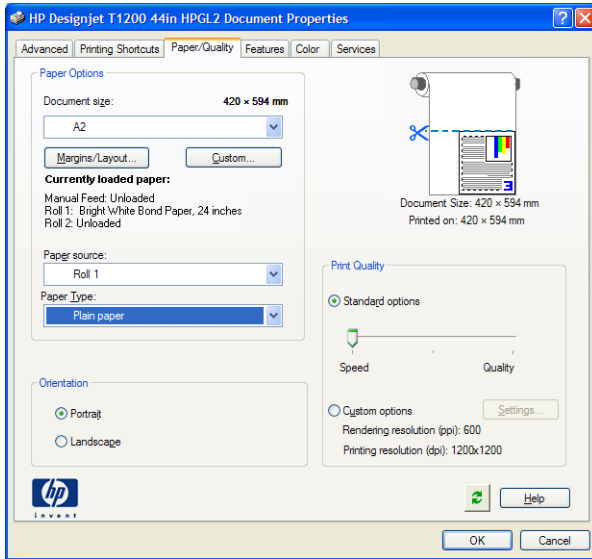 HP Designjet T1200 44in HPGL2 Document Properties
Advanced Printing Shortcuts Paper/Quality Features Color Services
Paper Options
Document size: 420 × 594 mm
A2
Margins/Layout... Custom...
Currently loaded paper:
Manual Feed: Unloaded
Roll 1: Bright White Bond Paper, 24 inches
Roll 2: Unloaded
Paper source:
Roll 1
Paper Type:
Plain paper
Orientation
Portrait
Landscape
3
Document Size: 420 × 594 mm
Printed on: 420 × 594 mm
Print Quality
Standard options
Speed Quality
Custom options Settings...
Rendering resolution (ppi): 600
Printing resolution (dpi): 1200x1200
hp
invent
Help
OK Cancel